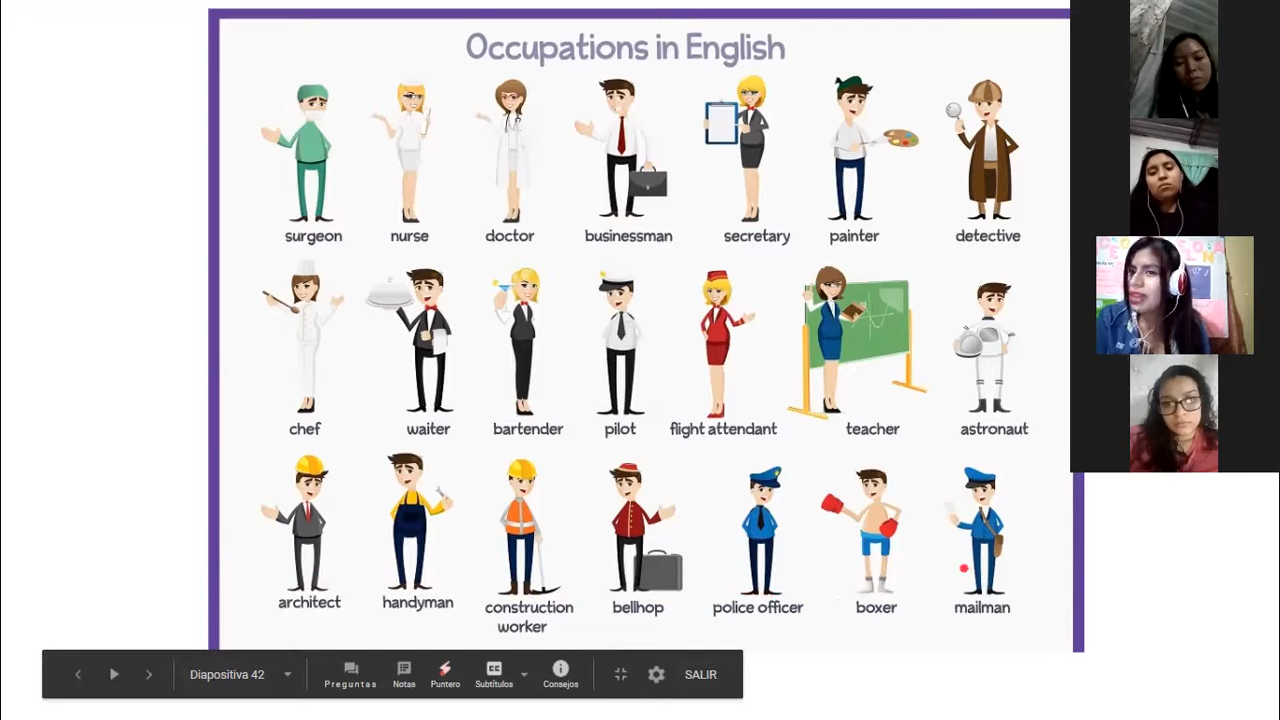 Occupations in English
surgeon nurse doctor businessman secretary painter detective
chef waiter bartender pilot flight attendant teacher astronaut
architect handyman construction worker bellhop police officer boxer mailman
Diapositiva 42
Preguntas Notas Puntero Subtítulos Consejos
SALIR